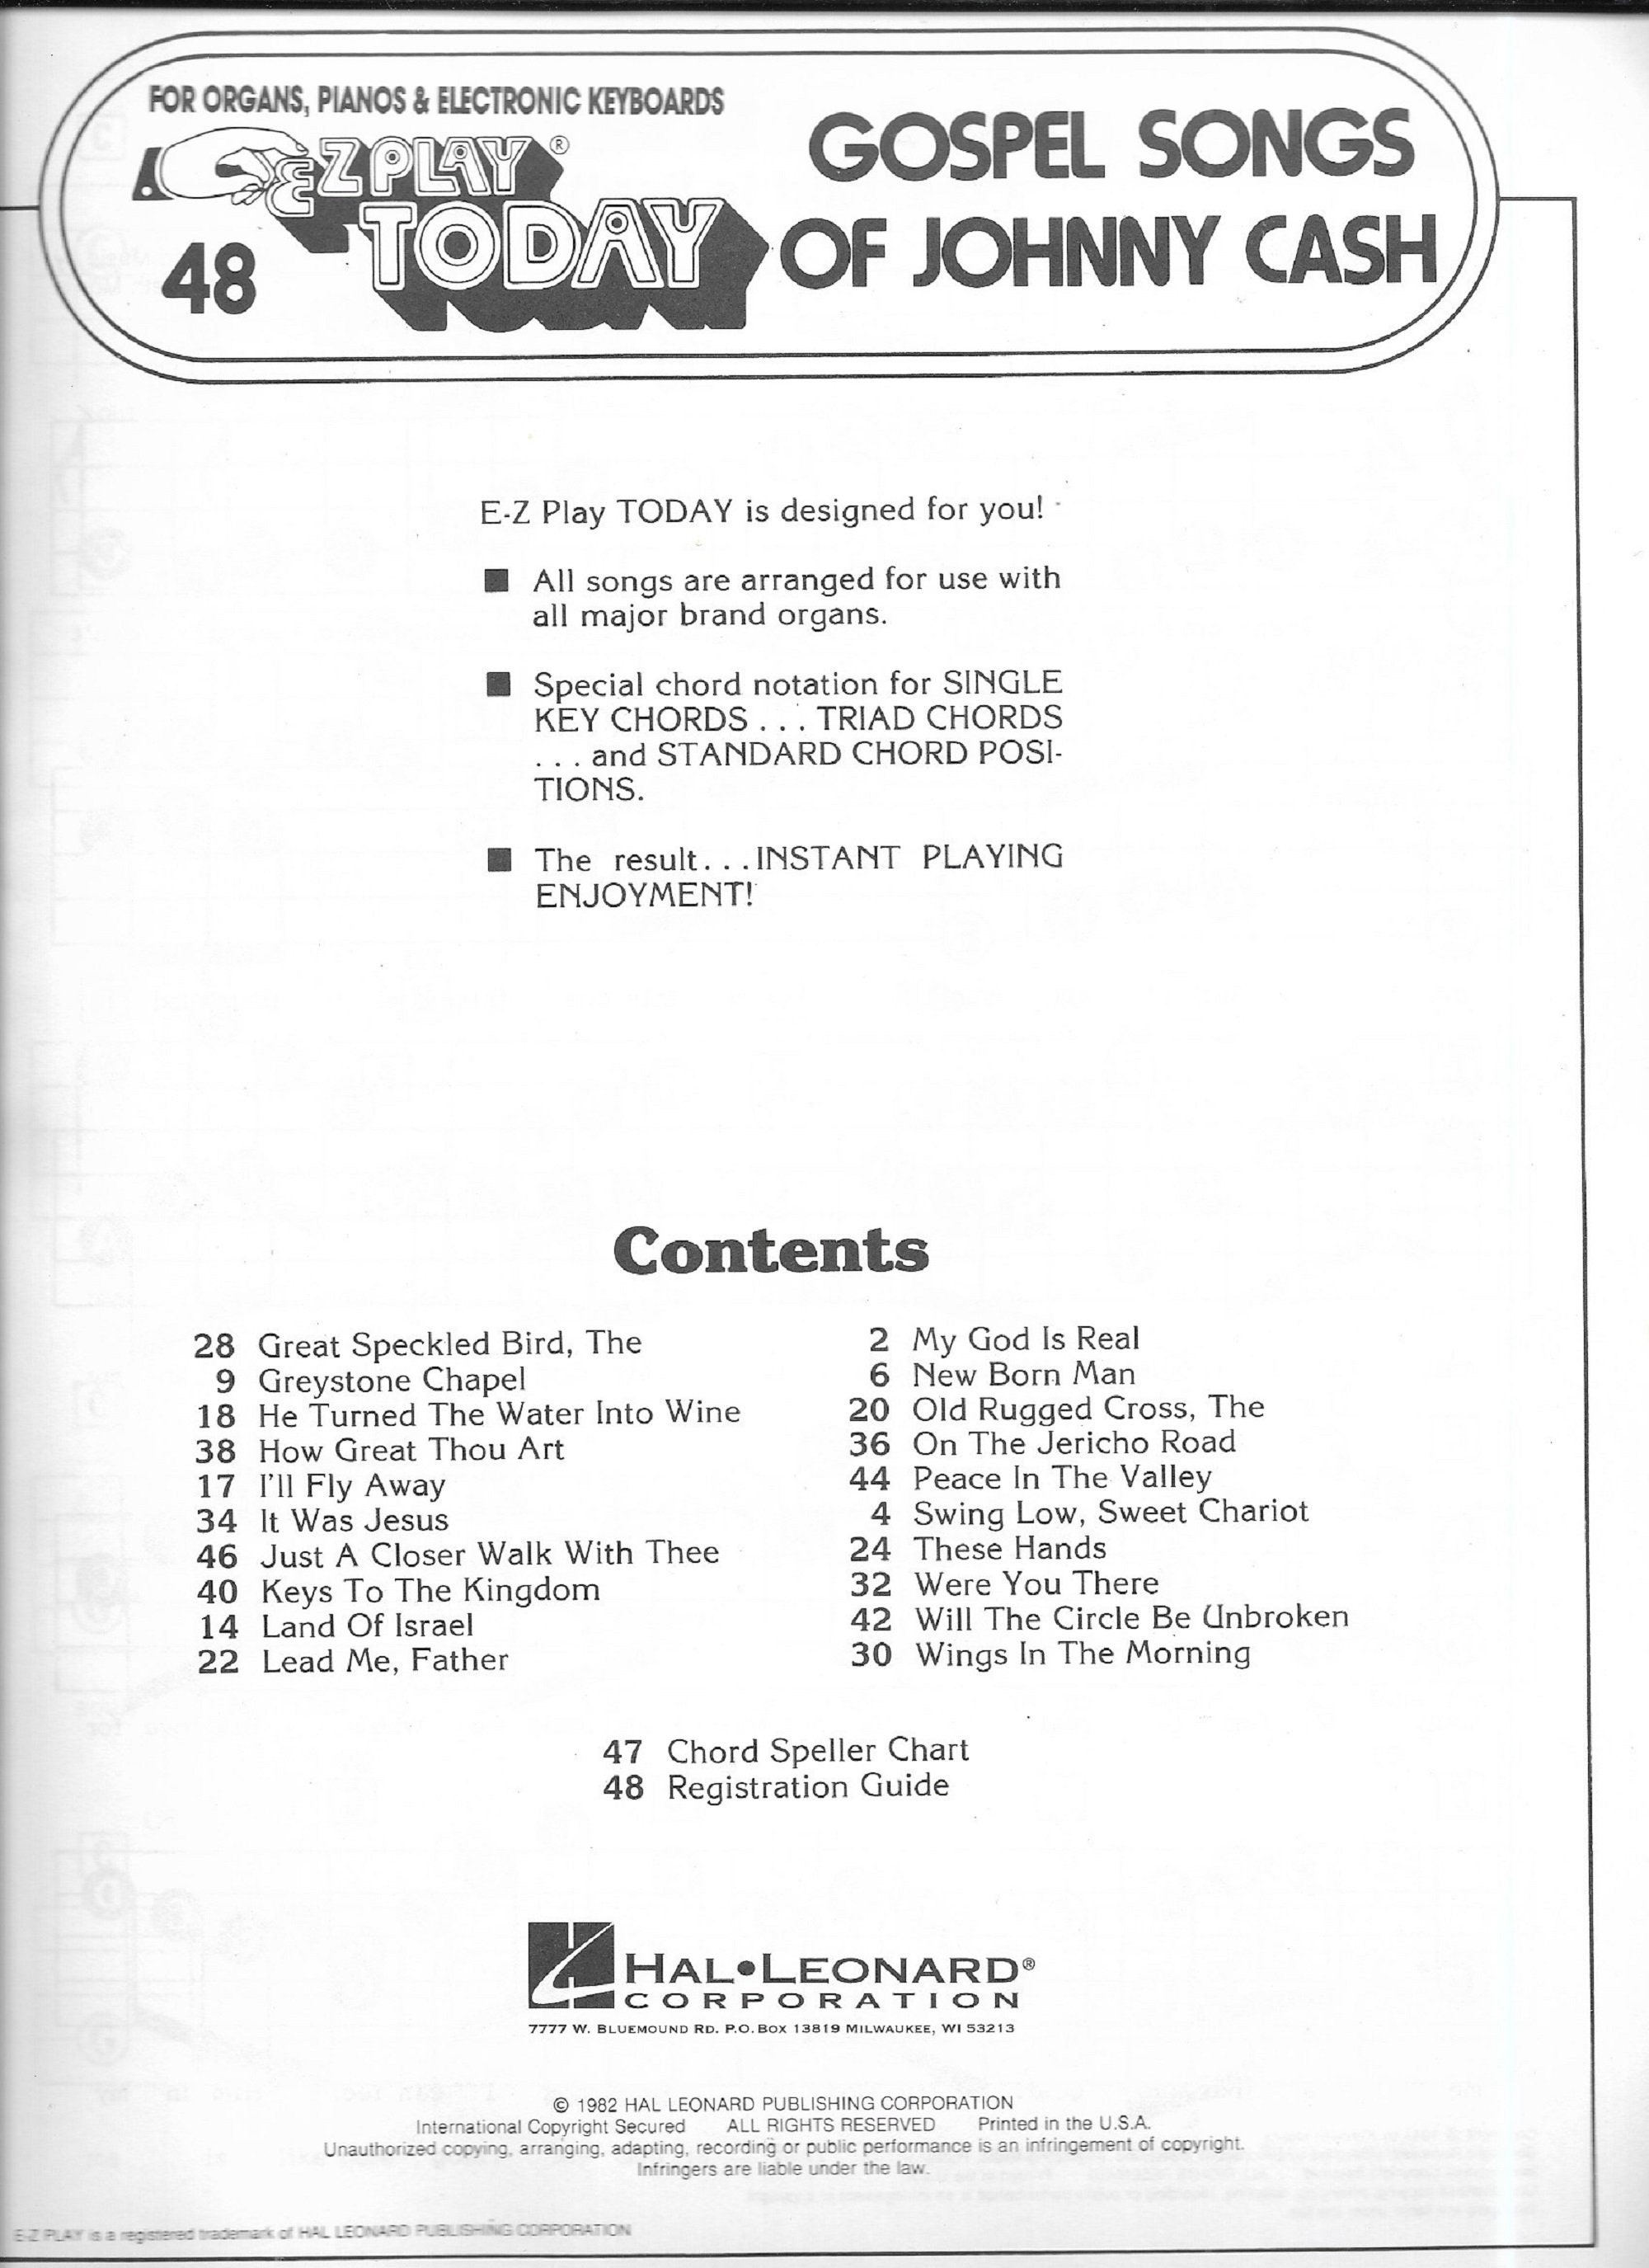 FOR ORGANS, PIANOS & ELECTRONIC KEYBOARDS
E-Z PLAY®
TODAY
48
GOSPEL SONGS
OF JOHNNY CASH
E-Z Play TODAY is designed for you!
■ All songs are arranged for use with
all major brand organs.
■ Special chord notation for SINGLE
KEY CHORDS . . . TRIAD CHORDS
. . . and STANDARD CHORD POSI-
TIONS.
■ The result. . .INSTANT PLAYING
ENJOYMENT!
Contents
28 Great Speckled Bird, The
9 Greystone Chapel
18 He Turned The Water Into Wine
38 How Great Thou Art
17 I'll Fly Away
34 It Was Jesus
46 Just A Closer Walk With Thee
40 Keys To The Kingdom
14 Land Of Israel
22 Lead Me, Father
2 My God Is Real
6 New Born Man
20 Old Rugged Cross, The
36 On The Jericho Road
44 Peace In The Valley
4 Swing Low, Sweet Chariot
24 These Hands
32 Were You There
42 Will The Circle Be Unbroken
30 Wings In The Morning
47 Chord Speller Chart
48 Registration Guide
HAL•LEONARD®
CORPORATION
7777 W. BLUEMOUND RD. P.O. BOX 13819 MILWAUKEE, WI 53213
© 1982 HAL LEONARD PUBLISHING CORPORATION
International Copyright Secured ALL RIGHTS RESERVED Printed in the U.S.A.
Unauthorized copying, arranging, adapting, recording or public performance is an infringement of copyright.
Infringers are liable under the law.
E-Z PLAY is a registered trademark of HAL LEONARD PUBLISHING CORPORATION